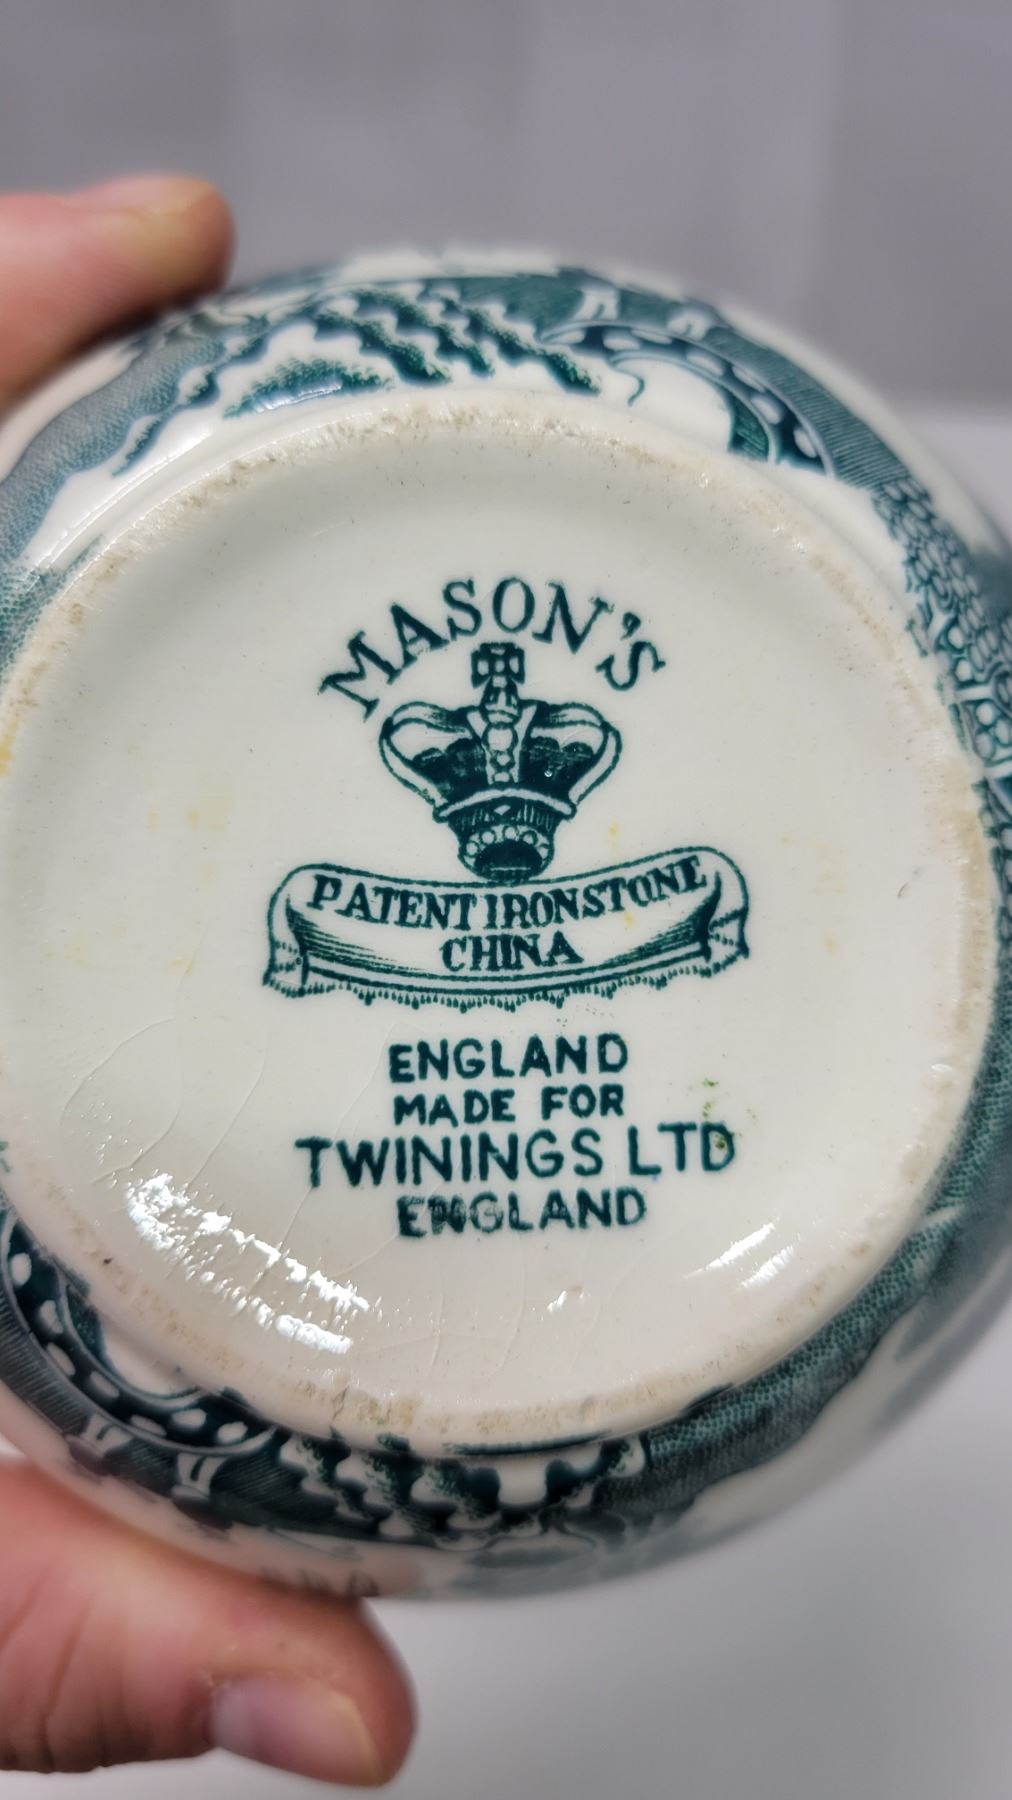 MASON'S
PATENT IRONSTONE
CHINA
ENGLAND
MADE FOR
TWININGS LTD
ENGLAND